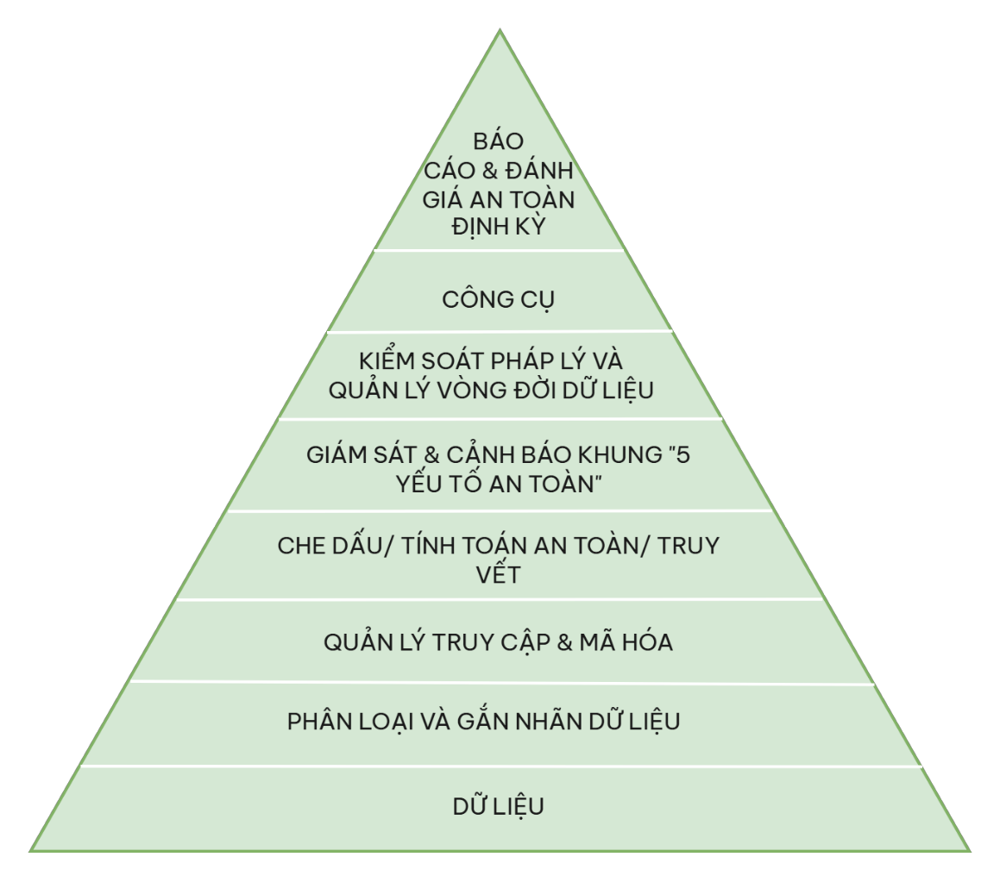 BÁO
CÁO & ĐÁNH
GIÁ AN TOÀN
ĐỊNH KỲ
CÔNG CỤ
KIỂM SOÁT PHÁP LÝ VÀ
QUẢN LÝ VÒNG ĐỜI DỮ LIỆU
GIÁM SÁT & CẢNH BÁO KHUNG "5
YẾU TỐ AN TOÀN"
CHE DẤU/ TÍNH TOÁN AN TOÀN/ TRUY
VẾT
QUẢN LÝ TRUY CẬP & MÃ HÓA
PHÂN LOẠI VÀ GẮN NHÃN DỮ LIỆU
DỮ LIỆU